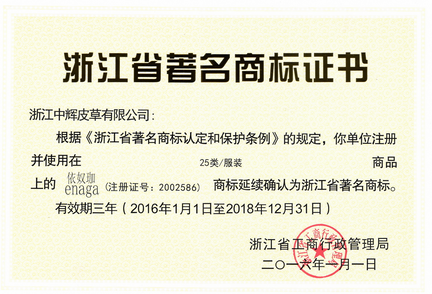 浙江省著名商标证书
浙江中辉皮草有限公司：
根据《浙江省著名商标认定和保护条例》的规定，你单位注册
并使用在 25类/服装 商品
上的 依奴珈 enaga （注册证号：2002586） 商标延续确认为浙江省著名商标。
有效期三年（2016年1月1日至2018年12月31日）
浙江省工商行政管理局
二〇一六年一月一日